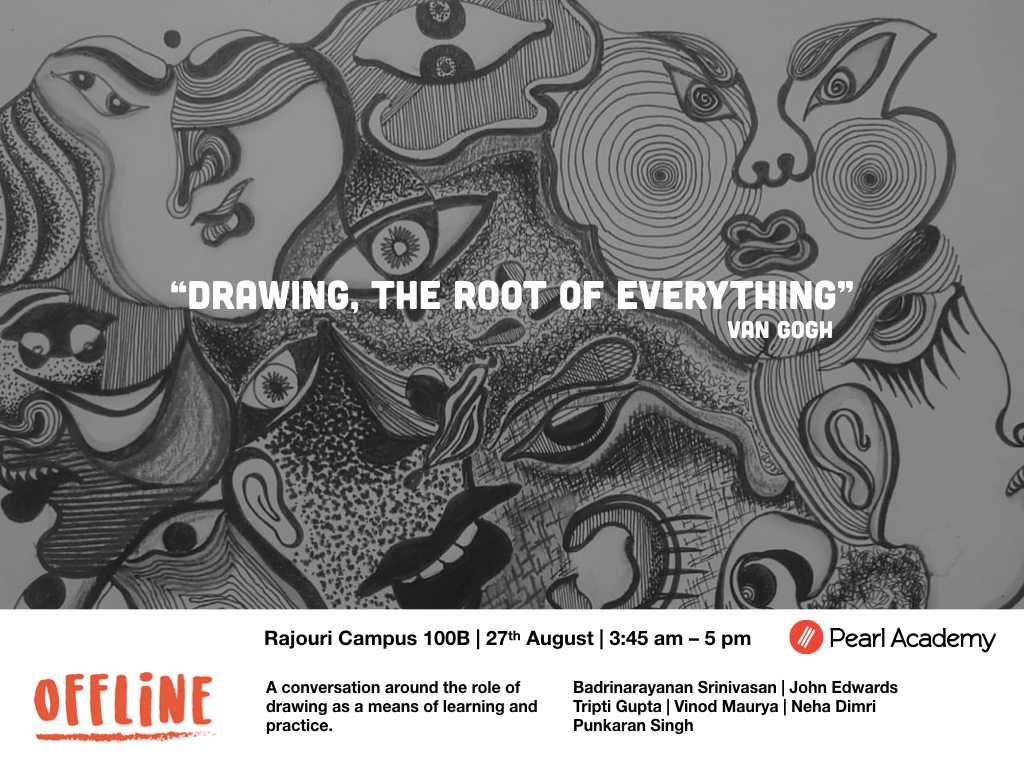 “DRAWING, THE ROOT OF EVERYTHING”
VAN GOGH
Rajouri Campus 100B | 27th August | 3:45 am – 5 pm
Pearl Academy
OFFLiNE
A conversation around the role of
drawing as a means of learning and
practice.
Badrinarayanan Srinivasan | John Edwards
Tripti Gupta | Vinod Maurya | Neha Dimri
Punkaran Singh